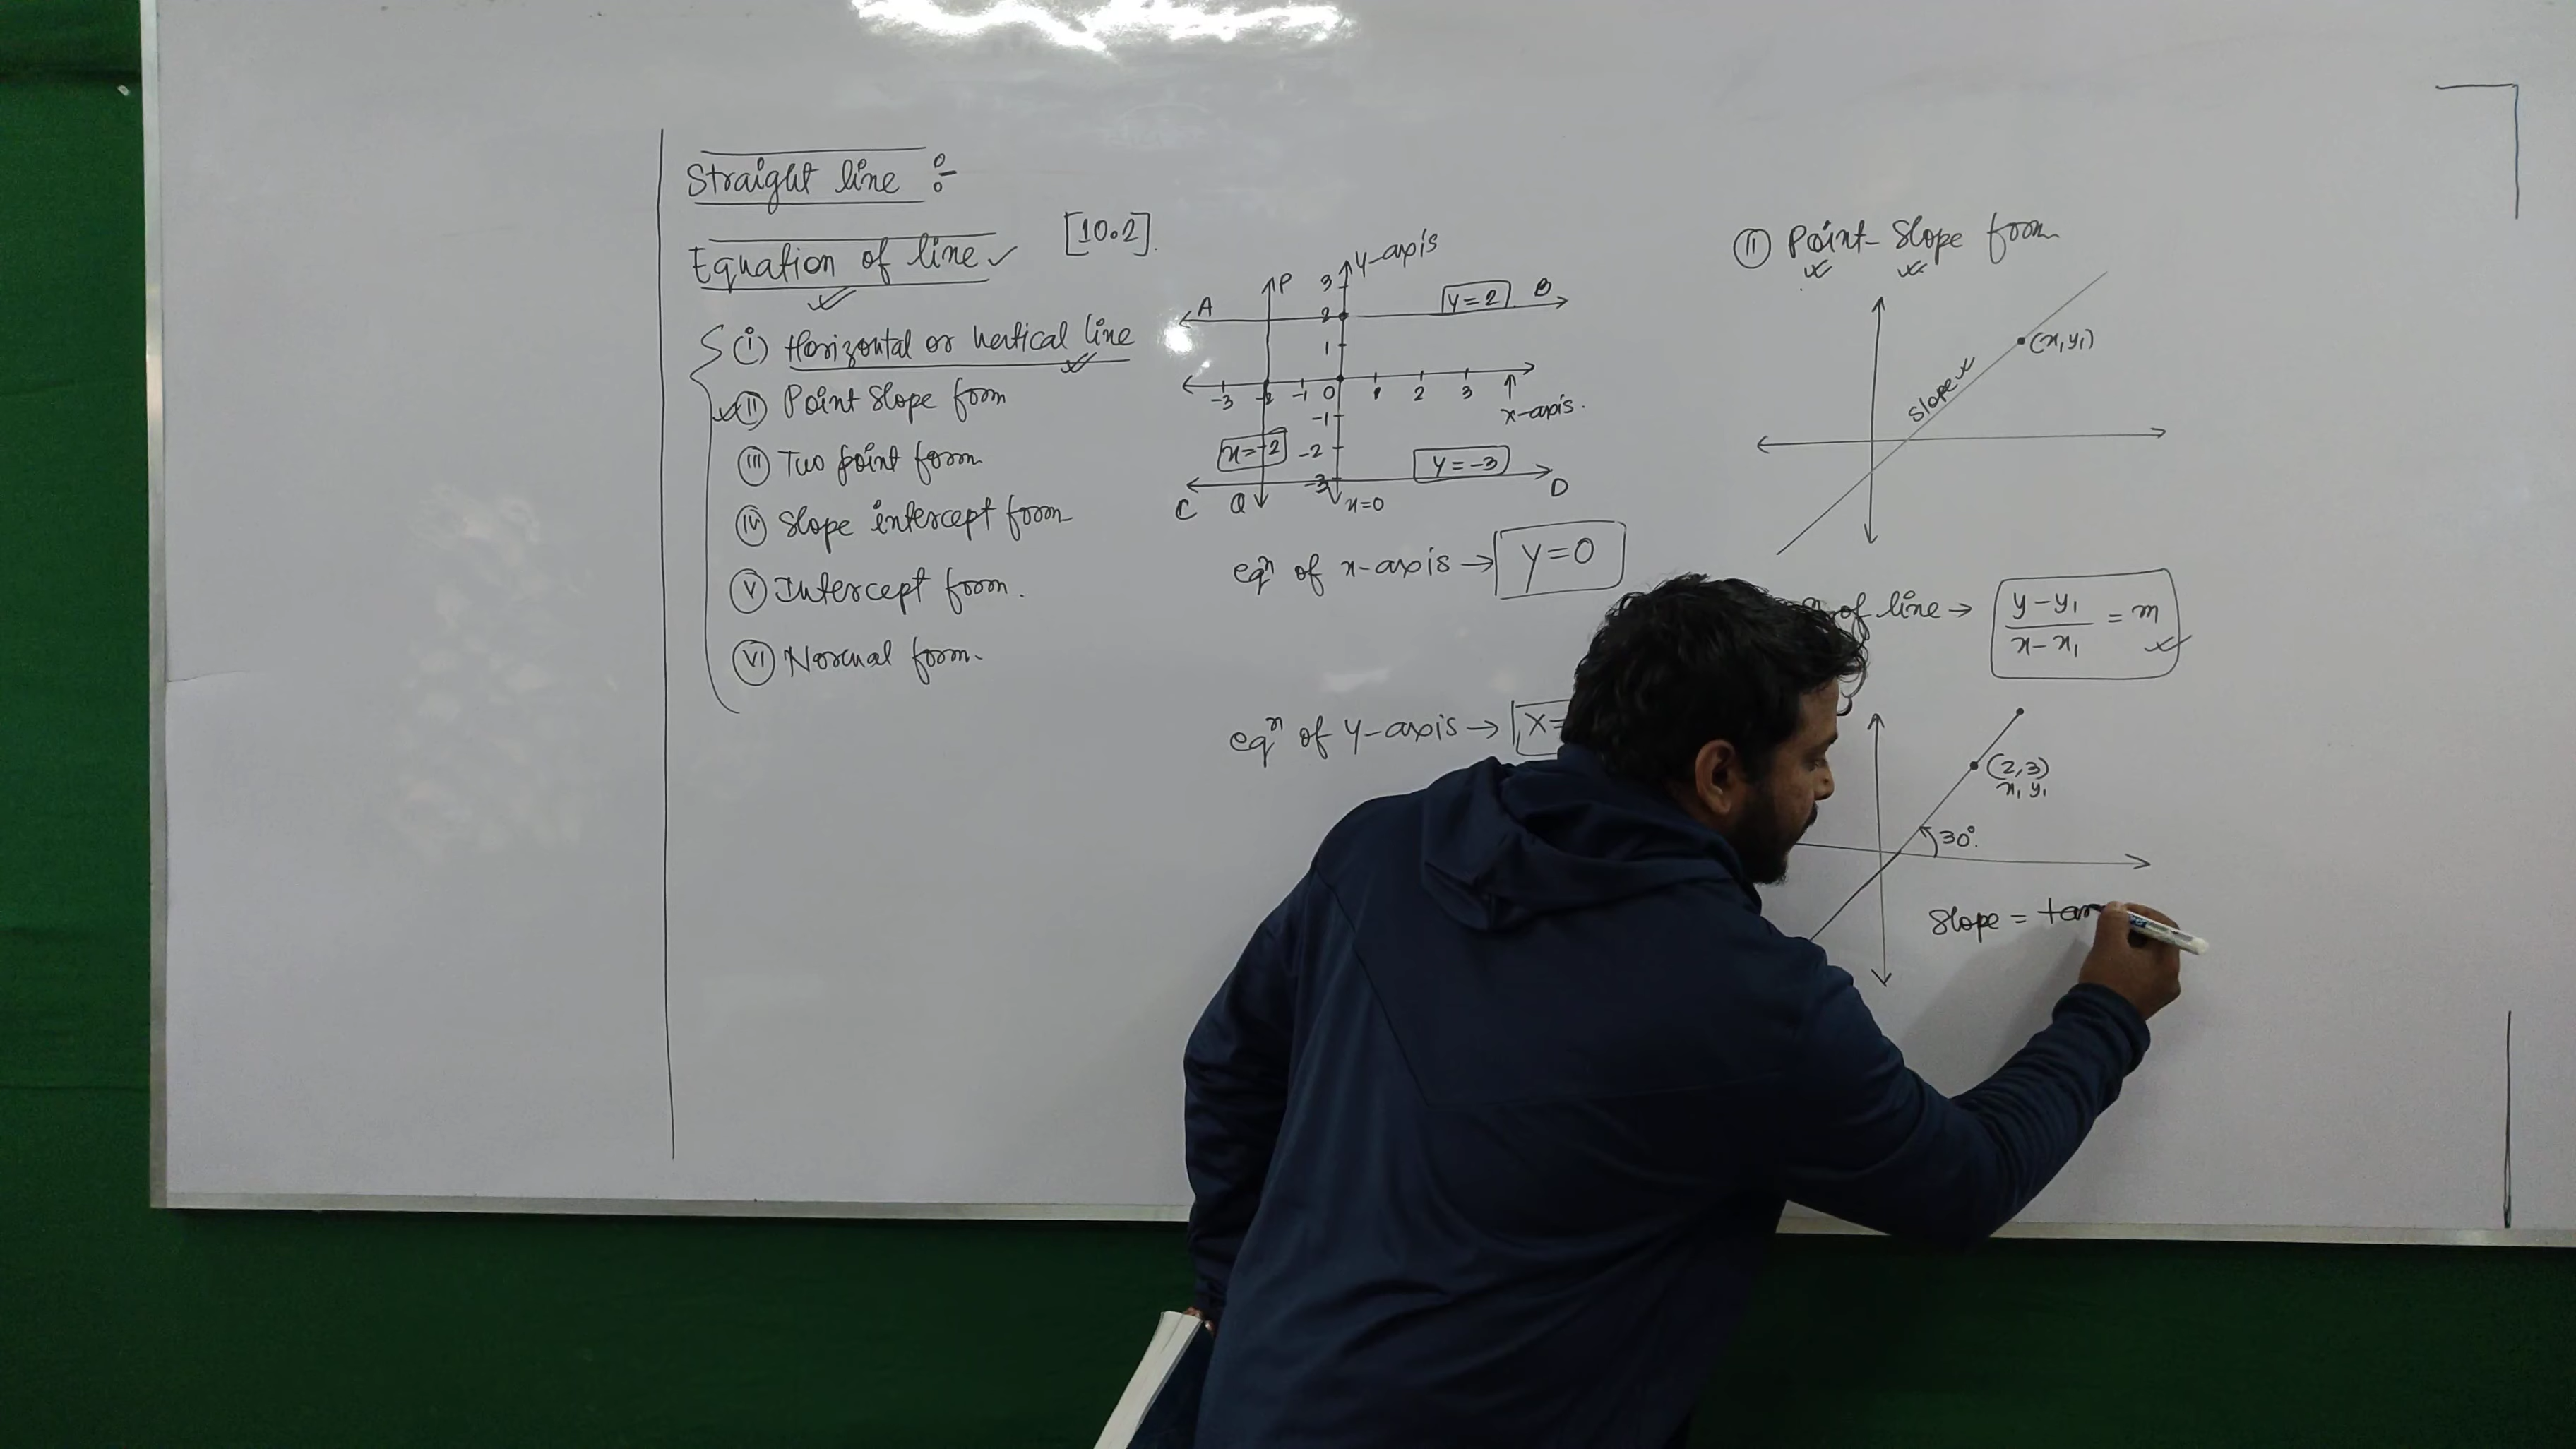 Straight line :-
Equation of line ✓ [10.2].
(i) Horizontal or vertical line
(ii) Point slope form
(iii) Two point form
(iv) Slope intercept form
(v) Intercept form.
(vi) Normal form.
y-axis
P
3
A
y = 2
B
2
1
-3 -2 -1 0 1 2 3
x-axis.
-1
x = -2
-2
y = -3
-3
C
Q
x=0
D
eqn of x-axis → y = 0
eqn of y-axis → x =
(ii) Point-Slope form
(x1 y1)
Slope
of line → y - y1 / x - x1 = m
(2,3)
x1 y1
30°.
Slope = tan